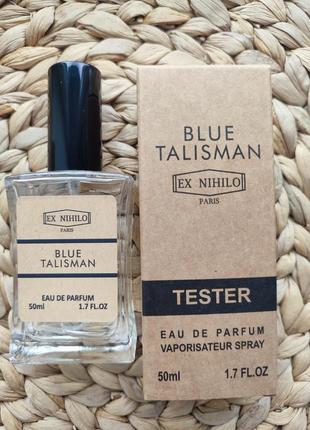 EX NIHILO
PARIS
BLUE
TALISMAN
EAU DE PARFUM
50ml 1.7 FL.OZ
BLUE
TALISMAN
EX NIHILO
PARIS
TESTER
EAU DE PARFUM
VAPORISATEUR SPRAY
50ml 1.7 FL.OZ